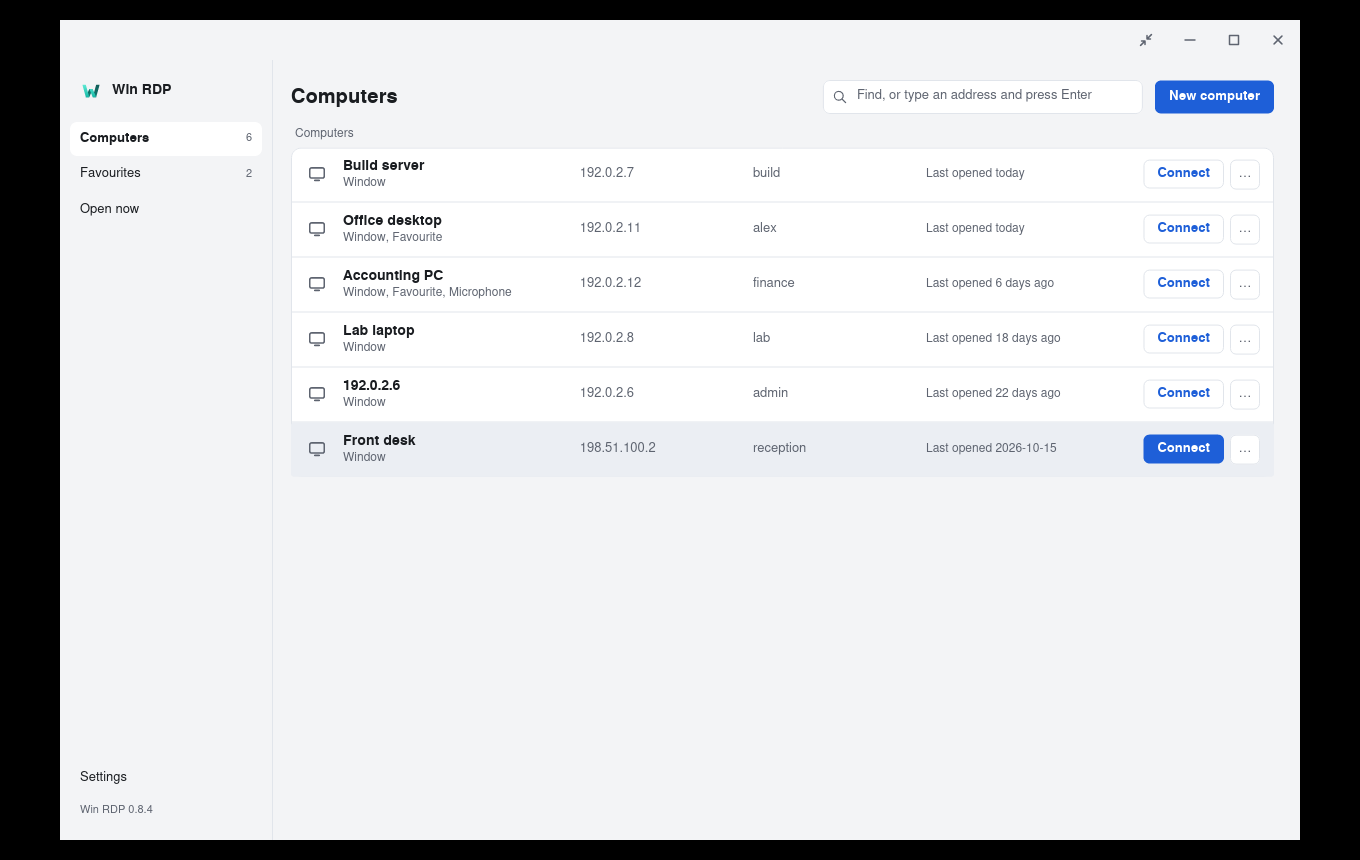 Win RDP
Computers 6
Favourites 2
Open now
Settings
Win RDP 0.8.4
Computers
Find, or type an address and press Enter
New computer
Computers
Build server
Window
192.0.2.7
build
Last opened today
Connect
...
Office desktop
Window, Favourite
192.0.2.11
alex
Last opened today
Connect
...
Accounting PC
Window, Favourite, Microphone
192.0.2.12
finance
Last opened 6 days ago
Connect
...
Lab laptop
Window
192.0.2.8
lab
Last opened 18 days ago
Connect
...
192.0.2.6
Window
192.0.2.6
admin
Last opened 22 days ago
Connect
...
Front desk
Window
198.51.100.2
reception
Last opened 2026-10-15
Connect
...